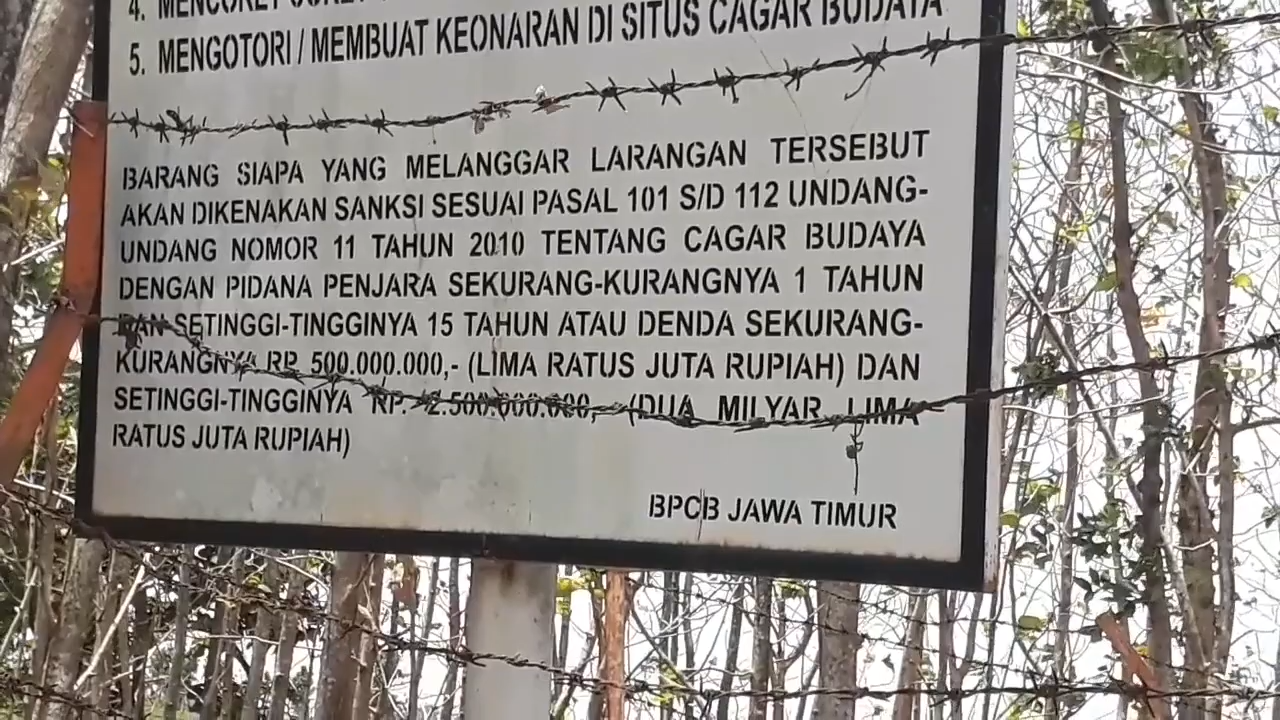 4. MENCORET
5. MENGOTORI / MEMBUAT KEONARAN DI SITUS CAGAR BUDAYA
BARANG SIAPA YANG MELANGGAR LARANGAN TERSEBUT
AKAN DIKENAKAN SANKSI SESUAI PASAL 101 S/D 112 UNDANG-
UNDANG NOMOR 11 TAHUN 2010 TENTANG CAGAR BUDAYA
DENGAN PIDANA PENJARA SEKURANG-KURANGNYA 1 TAHUN
DAN SETINGGI-TINGGINYA 15 TAHUN ATAU DENDA SEKURANG-
KURANGNYA RP. 500.000.000,- (LIMA RATUS JUTA RUPIAH) DAN
SETINGGI-TINGGINYA RP. 2.500.000.000,- (DUA MILYAR LIMA
RATUS JUTA RUPIAH)
BPCB JAWA TIMUR